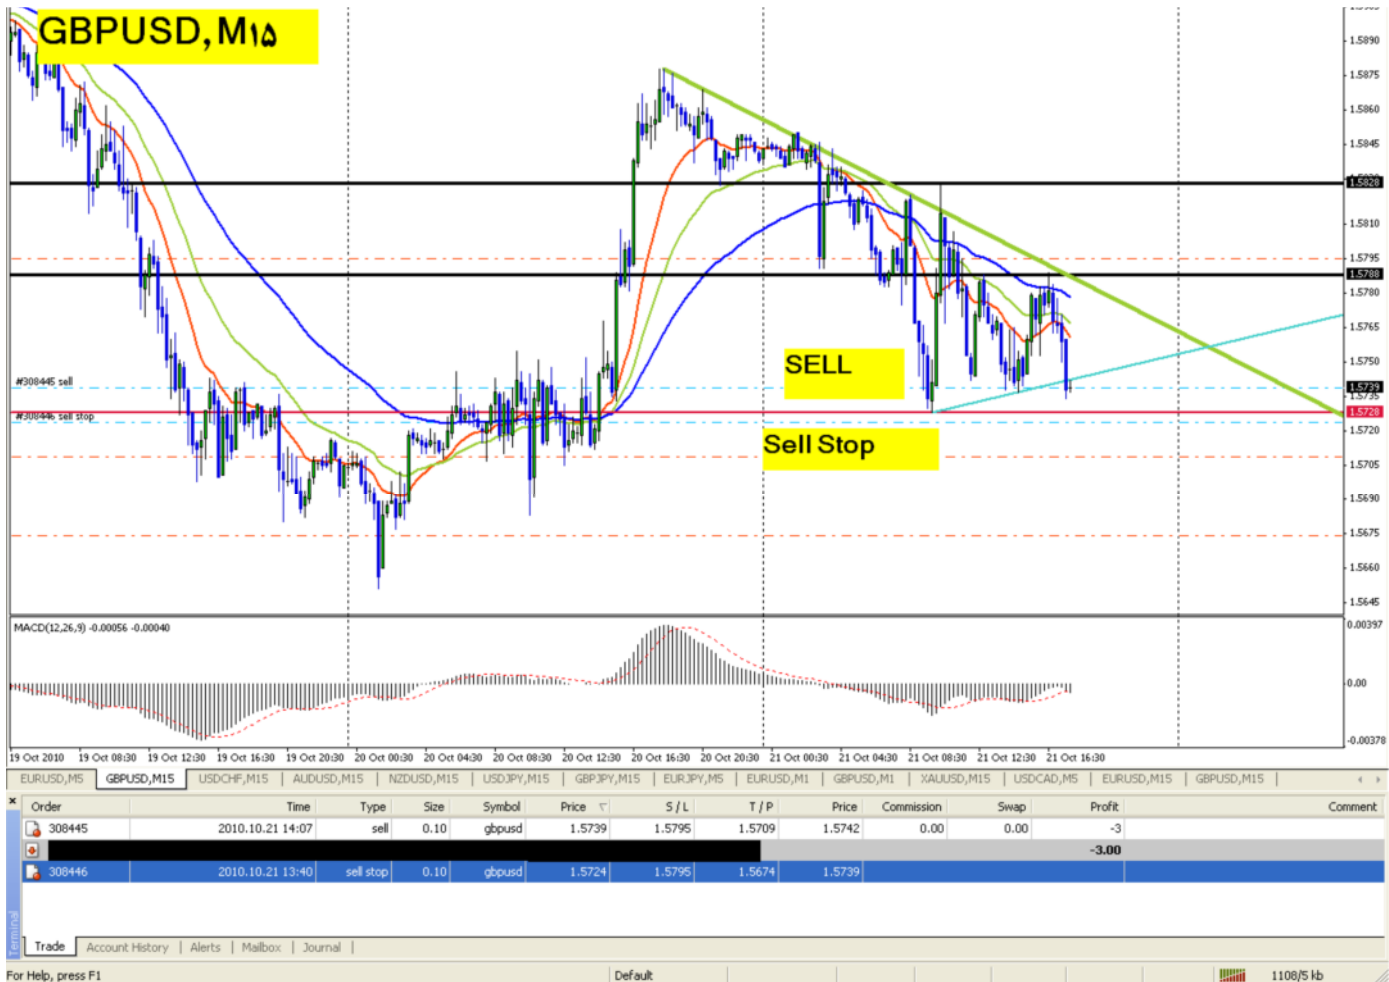 GBPUSD, M۱۵
1.5890
1.5875
1.5860
1.5845
1.5828
1.5810
1.5795
1.5788
1.5780
1.5765
1.5750
#308445 sell
1.5739
1.5735
SELL
#308446 sell stop
1.5728
1.5720
Sell Stop
1.5705
1.5690
1.5675
1.5660
1.5645
MACD(12,26,9) -0.00056 -0.00040
0.00397
0.00
-0.00378
19 Oct 2010 19 Oct 08:30 19 Oct 12:30 19 Oct 16:30 19 Oct 20:30 20 Oct 00:30 20 Oct 04:30 20 Oct 08:30 20 Oct 12:30 20 Oct 16:30 20 Oct 20:30 21 Oct 00:30 21 Oct 04:30 21 Oct 08:30 21 Oct 12:30 21 Oct 16:30
EURUSD,M5 GBPUSD,M15 USDCHF,M15 AUDUSD,M15 NZDUSD,M15 USDJPY,M15 GBPJPY,M15 EURJPY,M5 EURUSD,M1 GBPUSD,M1 XAUUSD,M15 USDCAD,M5 EURUSD,M15 GBPUSD,M15
Order Time Type Size Symbol Price S / L T / P Price Commission Swap Profit Comment
308445 2010.10.21 14:07 sell 0.10 gbpusd 1.5739 1.5795 1.5709 1.5742 0.00 0.00 -3
-3.00
308446 2010.10.21 13:40 sell stop 0.10 gbpusd 1.5724 1.5795 1.5674 1.5739
Terminal
Trade Account History Alerts Mailbox Journal
For Help, press F1 Default 1108/5 kb